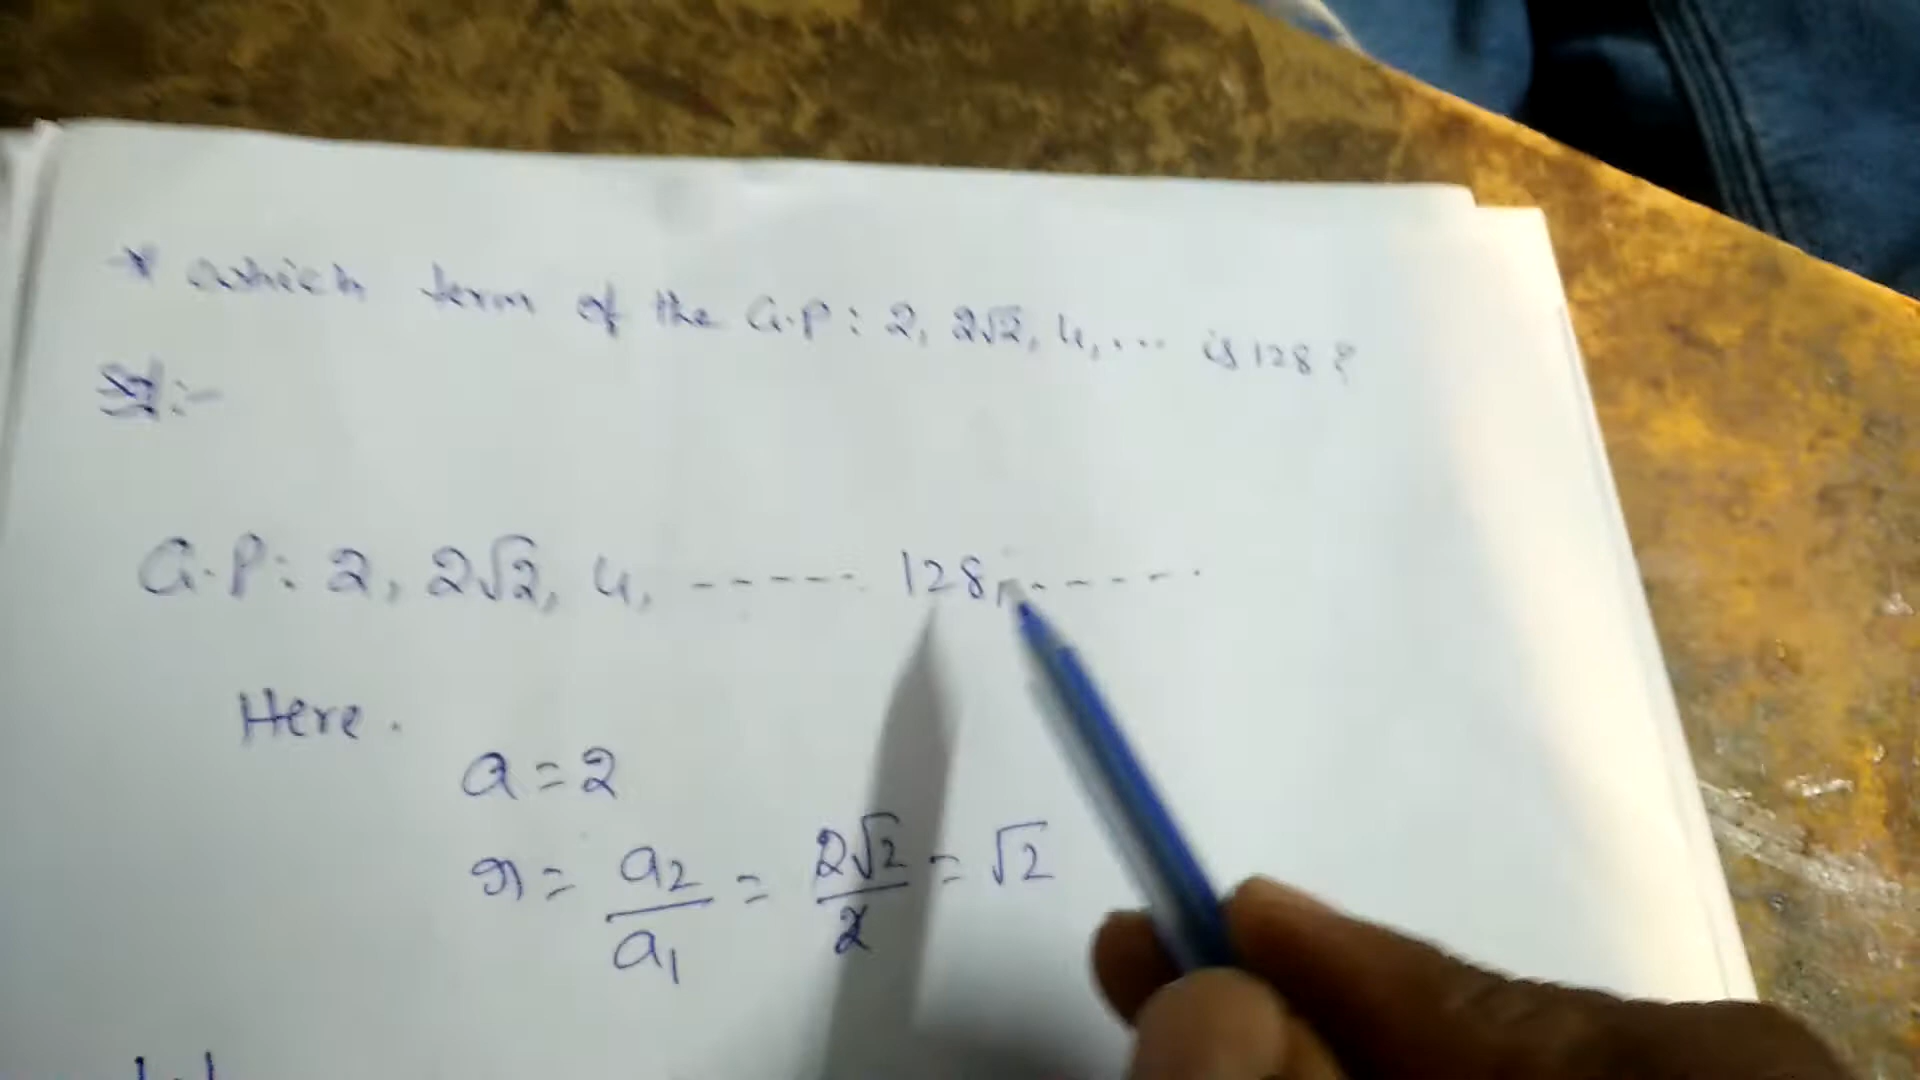 * which term of the G.P: 2, 2√2, 4, ... is 128?
Sol:-
G.P: 2, 2√2, 4, ------ 128, ------
Here.
a = 2
r = a2/a1 = 2√2/2 = √2